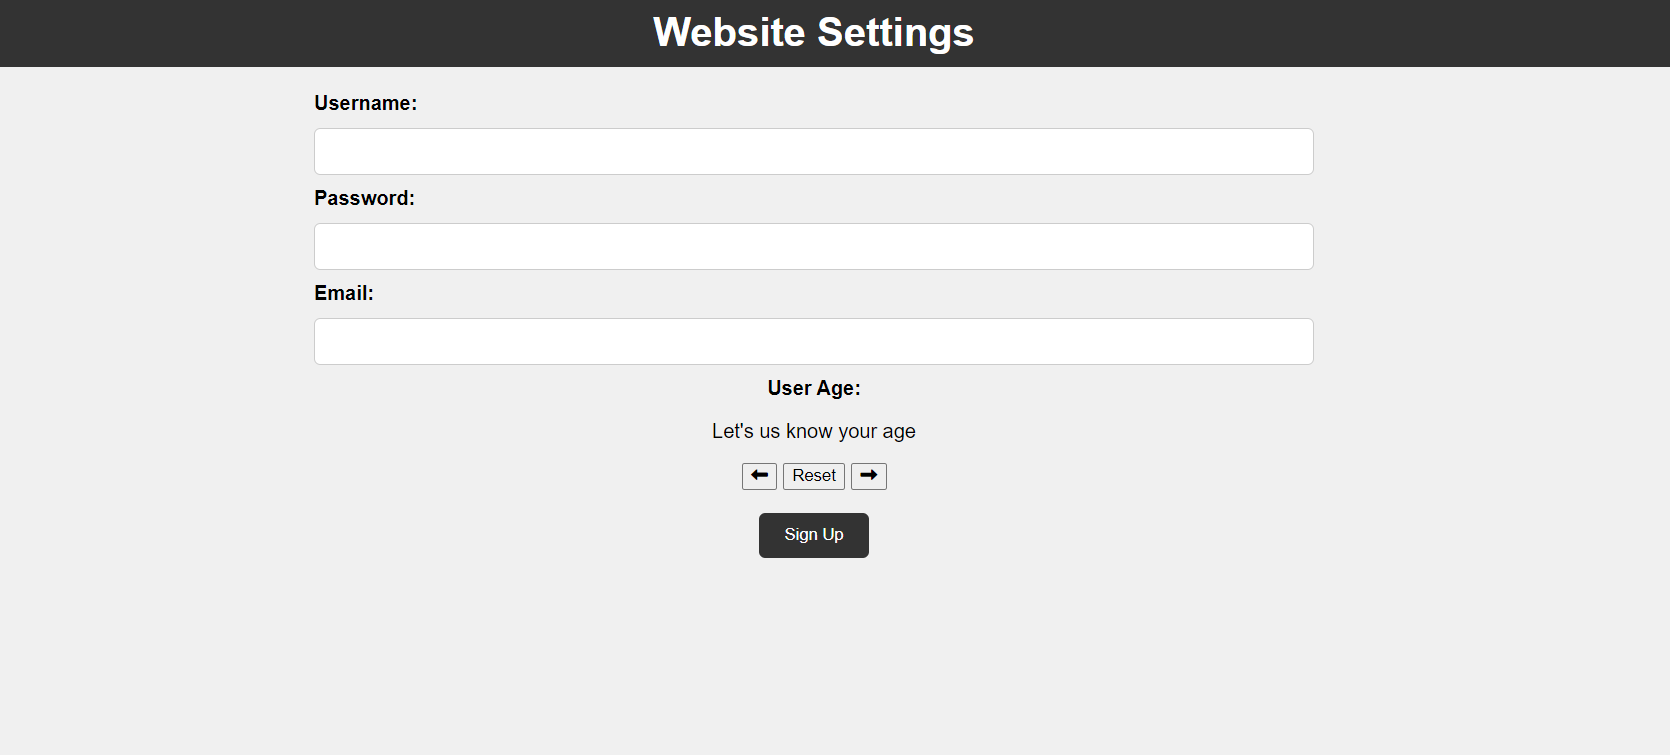 Website Settings
Username:
Password:
Email:
User Age:
Let's us know your age
Reset
Sign Up